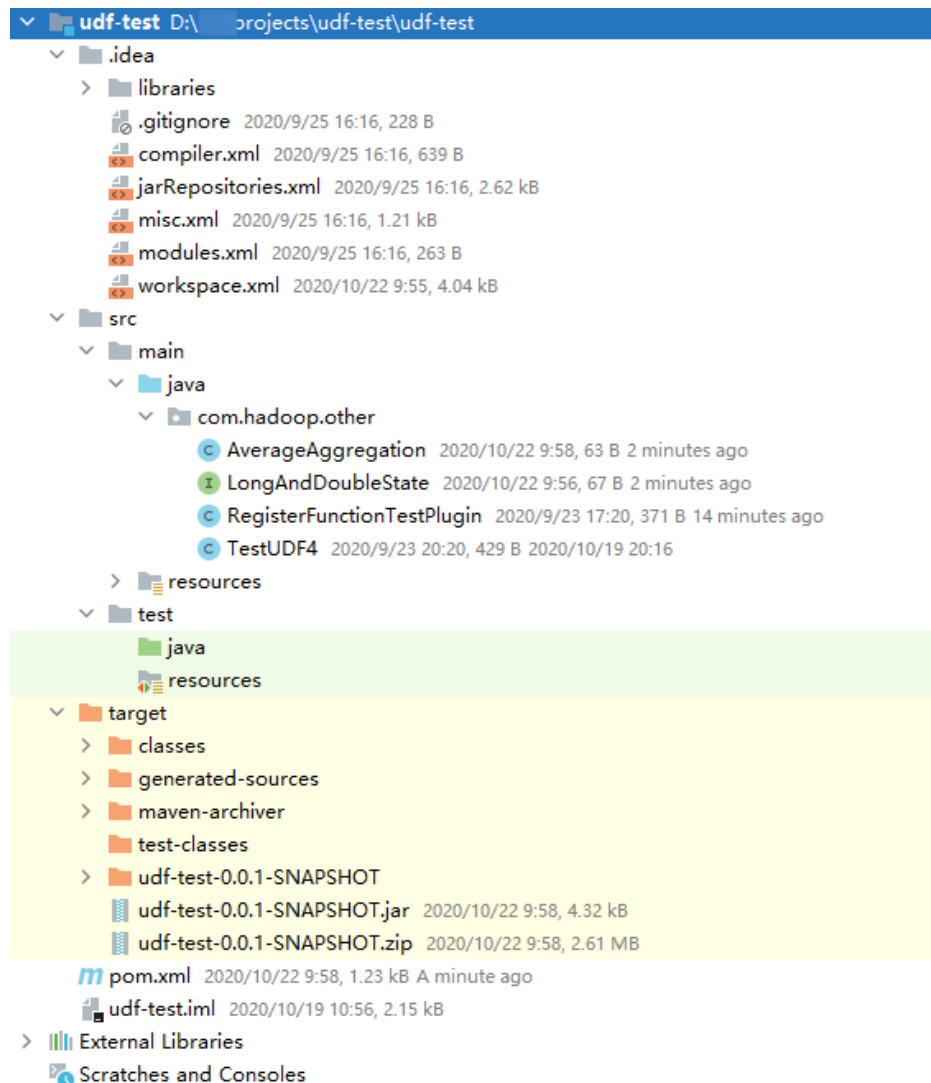 udf-test D:\ projects\udf-test\udf-test
.idea
libraries
.gitignore 2020/9/25 16:16, 228 B
compiler.xml 2020/9/25 16:16, 639 B
jarRepositories.xml 2020/9/25 16:16, 2.62 kB
misc.xml 2020/9/25 16:16, 1.21 kB
modules.xml 2020/9/25 16:16, 263 B
workspace.xml 2020/10/22 9:55, 4.04 kB
src
main
java
com.hadoop.other
AverageAggregation 2020/10/22 9:58, 63 B 2 minutes ago
LongAndDoubleState 2020/10/22 9:56, 67 B 2 minutes ago
RegisterFunctionTestPlugin 2020/9/23 17:20, 371 B 14 minutes ago
TestUDF4 2020/9/23 20:20, 429 B 2020/10/19 20:16
resources
test
java
resources
target
classes
generated-sources
maven-archiver
test-classes
udf-test-0.0.1-SNAPSHOT
udf-test-0.0.1-SNAPSHOT.jar 2020/10/22 9:58, 4.32 kB
udf-test-0.0.1-SNAPSHOT.zip 2020/10/22 9:58, 2.61 MB
pom.xml 2020/10/22 9:58, 1.23 kB A minute ago
udf-test.iml 2020/10/19 10:56, 2.15 kB
External Libraries
Scratches and Consoles